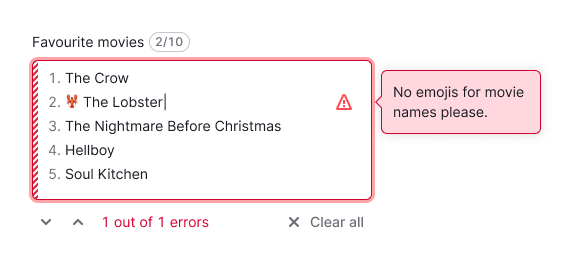 Favourite movies 2/10
1. The Crow
2. 🦞 The Lobster
No emojis for movie
names please.
3. The Nightmare Before Christmas
4. Hellboy
5. Soul Kitchen
1 out of 1 errors
Clear all